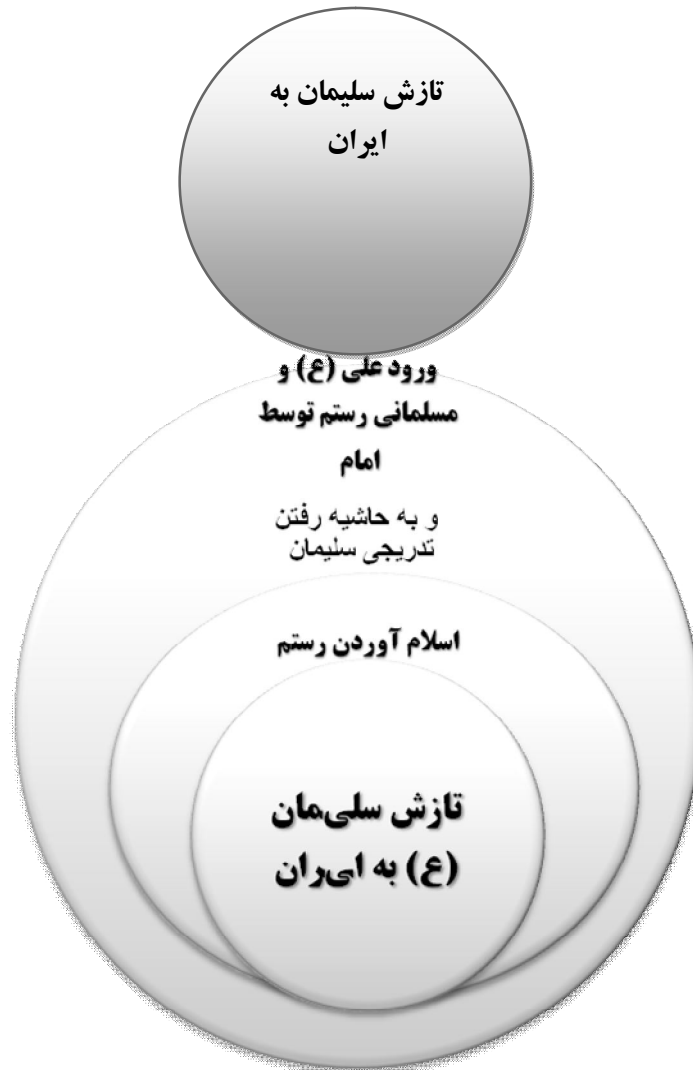 تازش سلیمان به
ایران
ورود علی (ع) و
مسلمانی رستم توسط
امام
و به حاشیه رفتن
تدریجی سلیمان
اسلام آوردن رستم
تازش سلی‌مان
(ع) به ای‌ران